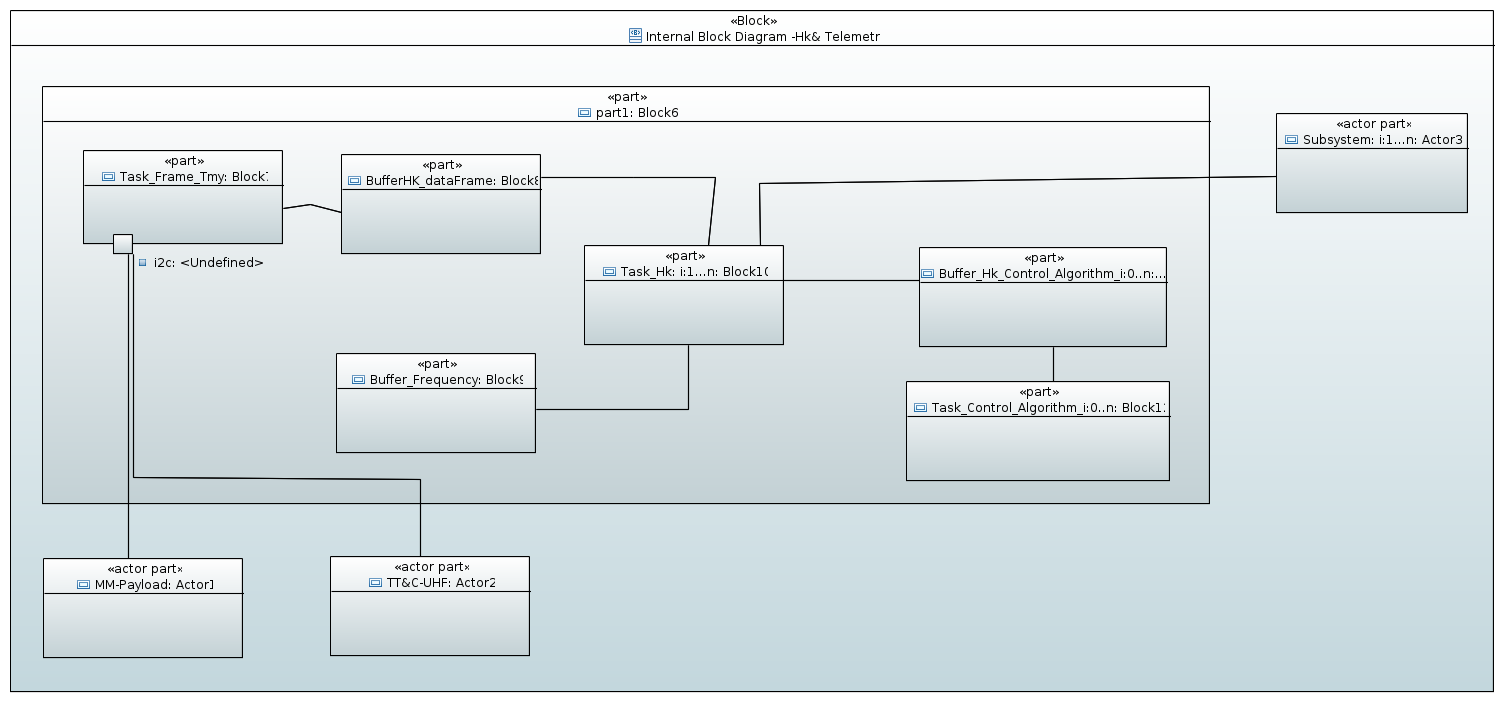 «Block»
Internal Block Diagram -Hk& Telemetr
«part»
part1: Block6
«actor part»
Subsystem: i:1...n: Actor3
«part»
Task_Frame_Tmy: Block
«part»
BufferHK_dataFrame: Block8
i2c: <Undefined>
«part»
Task_Hk: i:1...n: Block10
«part»
Buffer_Hk_Control_Algorithm_i:0..n:...
«part»
Buffer_Frequency: Block9
«part»
Task_Control_Algorithm_i:0..n: Block1
«actor part»
MM-Payload: Actor1
«actor part»
TT&C-UHF: Actor2